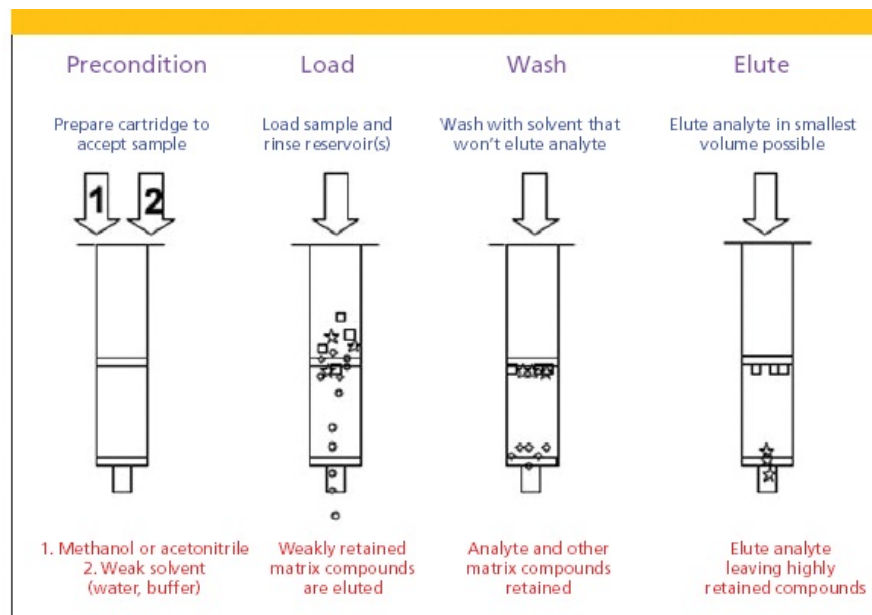 Precondition
Load
Wash
Elute
Prepare cartridge to
accept sample
Load sample and
rinse reservoir(s)
Wash with solvent that
won't elute analyte
Elute analyte in smallest
volume possible
1
2
1. Methanol or acetonitrile
2. Weak solvent
(water, buffer)
Weakly retained
matrix compounds
are eluted
Analyte and other
matrix compounds
retained
Elute analyte
leaving highly
retained compounds